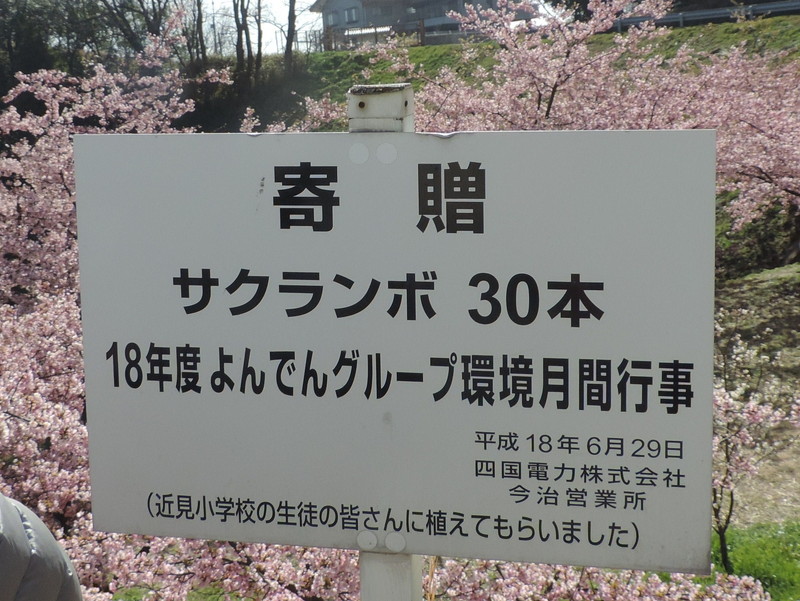 寄贈
サクランボ 30本
18年度 よんでんグループ環境月間行事
平成18年6月29日
四国電力株式会社
今治営業所
（近見小学校の生徒の皆さんに植えてもらいました）